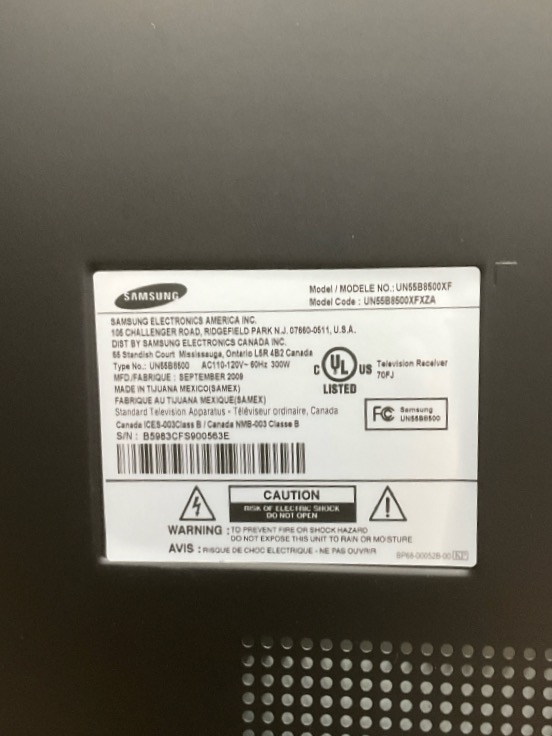 SAMSUNG
Model / MODELE NO.: UN55B8500XF
Model Code : UN55B8500XFXZA
SAMSUNG ELECTRONICS AMERICA INC.
105 CHALLENGER ROAD, RIDGEFIELD PARK N.J. 07660-0511, U.S.A.
DIST BY SAMSUNG ELECTRONICS CANADA INC.
55 Standish Court Mississauga, Ontario L5R 4B2 Canada
Type No.: UN55B8500 AC110-120V~ 60Hz 300W
MFD./FABRIQUE : SEPTEMBER 2009
MADE IN TIJUANA MEXICO(SAMEX)
FABRIQUE AU TIJUANA MEXIQUE(SAMEX)
Standard Television Apparatus - Téléviseur ordinaire, Canada
Canada ICES-003Class B / Canada NMB-003 Classe B
S/N : B5983CFS900563E
C UL US
LISTED
Television Receiver
70FJ
FC Samsung
UN55B8500
CAUTION
RISK OF ELECTRIC SHOCK
DO NOT OPEN
WARNING : TO PREVENT FIRE OR SHOCK HAZARD
DO NOT EXPOSE THIS UNIT TO RAIN OR MOISTURE
AVIS : RISQUE DE CHOC ELECTRIQUE - NE PAS OUVRIR
BP68-00052B-00